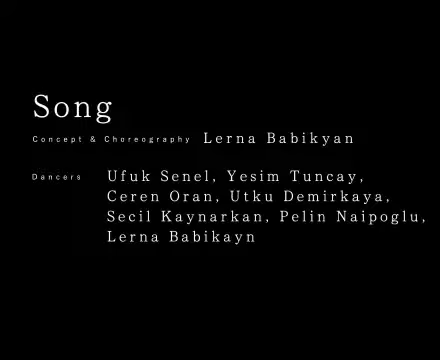 Song
Concept & Choreography Lerna Babikyan
Dancers Ufuk Senel, Yesim Tuncay,
Ceren Oran, Utku Demirkaya,
Secil Kaynarkan, Pelin Naipoglu,
Lerna Babikayn